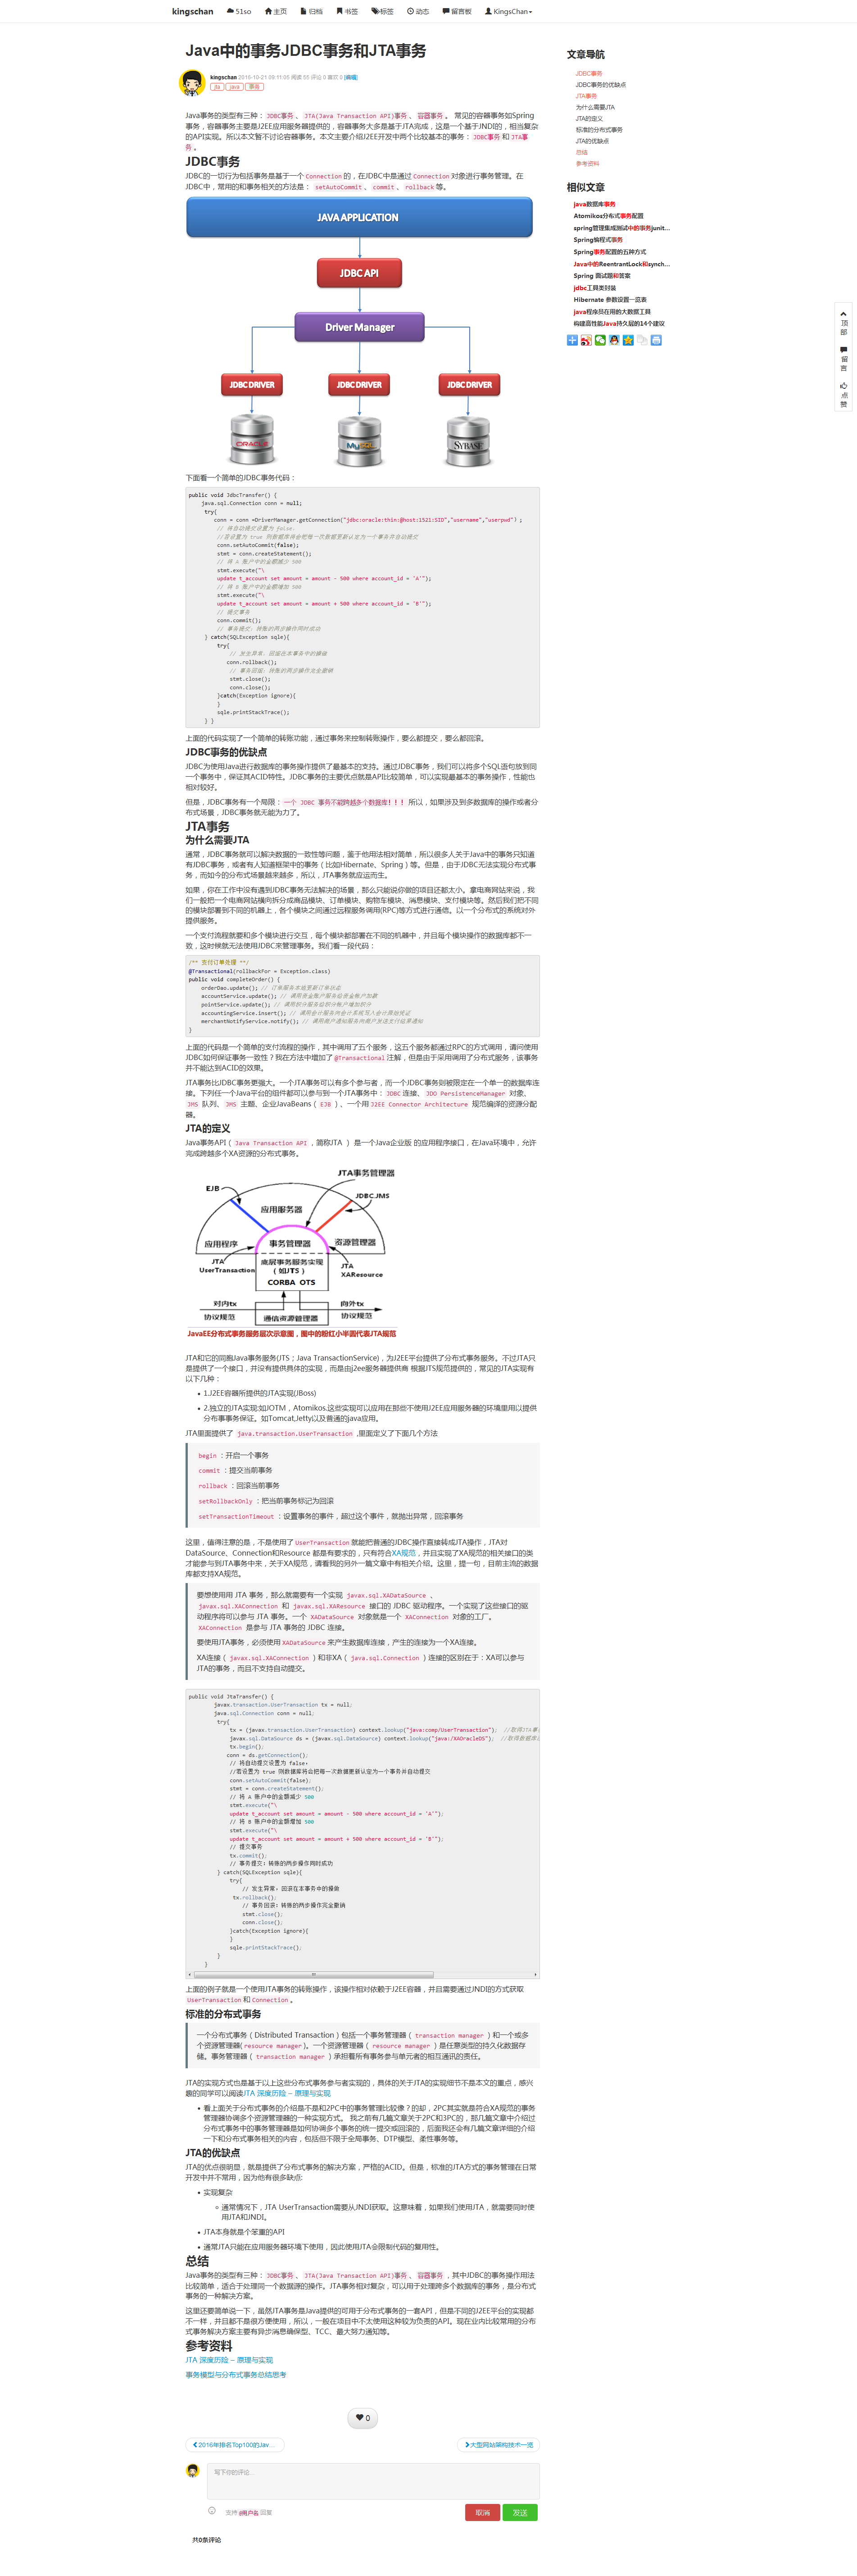 kingschan 51so 主页 归档 书签 标签 动态 留言板 KingsChan
Java中的事务JDBC事务和JTA事务
kingschan 2016-10-21 08:11:05 阅读 55 评论 0 喜欢 0 [编辑]
jta java 事务
Java事务的类型有三种：JDBC事务、JTA(Java Transaction API)事务、容器事务。 常见的容器事务如Spring
事务，容器事务主要是J2EE应用服务器提供的，容器事务大多是基于JTA完成，这是一个基于JNDI的，相当复杂
的API实现。所以本文暂不讨论容器事务。本文主要介绍J2EE开发中两个比较基本的事务：JDBC事务和JTA事
务。
JDBC事务
JDBC的一切行为包括事务是基于一个Connection的，在JDBC中是通过Connection对象进行事务管理。在
JDBC中，常用的和事务相关的方法是： setAutoCommit、commit、rollback等。
JAVA APPLICATION
JDBC API
Driver Manager
JDBC DRIVER JDBC DRIVER JDBC DRIVER
ORACLE MySQL SYBASE
下面看一个简单的JDBC事务代码：
public void JdbcTransfer() {
java.sql.Connection conn = null;
try{
conn = conn =DriverManager.getConnection("jdbc:oracle:thin:@host:1521:SID","username","userpwd");
// 将自动提交设置为 false，
//若设置为 true 则数据库将会把每一次数据更新认定为一个事务并自动提交
conn.setAutoCommit(false);
stmt = conn.createStatement();
// 将 A 账户中的金额减少 500
stmt.execute("\
update t_account set amount = amount - 500 where account_id = 'A'");
// 将 B 账户中的金额增加 500
stmt.execute("\
update t_account set amount = amount + 500 where account_id = 'B'");
// 提交事务
conn.commit();
// 事务提交：转账的两步操作同时成功
} catch(SQLException sqle){
try{
// 发生异常，回滚在本事务中的操做
conn.rollback();
// 事务回滚：转账的两步操作完全撤销
stmt.close();
conn.close();
}catch(Exception ignore){
}
sqle.printStackTrace();
} }
上面的代码实现了一个简单的转账功能，通过事务来控制转账操作，要么都提交，要么都回滚。
JDBC事务的优缺点
JDBC为使用Java进行数据库的事务操作提供了最基本的支持。通过JDBC事务，我们可以将多个SQL语句放到同
一个事务中，保证其ACID特性。JDBC事务的主要优点就是API比较简单，可以实现最基本的事务操作，性能也
相对较好。
但是，JDBC事务有一个局限：一个 JDBC 事务不能跨越多个数据库！！！所以，如果涉及到多数据库的操作或者分
布式场景，JDBC事务就无能为力了。
JTA事务
为什么需要JTA
通常，JDBC事务就可以解决数据的一致性等问题，鉴于他用法相对简单，所以很多人关于Java中的事务只知道
有JDBC事务，或者有人知道框架中的事务（比如Hibernate、Spring）等。但是，由于JDBC无法实现分布式事
务，而如今的分布式场景越来越多，所以，JTA事务就应运而生。
如果，你在工作中没有遇到JDBC事务无法解决的场景，那么只能说你做的项目还都太小。拿电商网站来说，我
们一般把一个电商网站横向拆分成商品模块、订单模块、购物车模块、消息模块、支付模块等。然后我们把不同
的模块部署到不同的机器上，各个模块之间通过远程服务调用(RPC)等方式进行通信。以一个分布式的系统对外
提供服务。
一个支付流程就要和多个模块进行交互，每个模块都部署在不同的机器中，并且每个模块操作的数据库都不一
致，这时候就无法使用JDBC来管理事务。我们看一段代码：
/** 支付订单处理 **/
@Transactional(rollbackFor = Exception.class)
public void completeOrder() {
orderDao.update(); // 订单服务本地更新订单状态
accountService.update(); // 调用资金账户服务给资金帐户加款
pointService.update(); // 调用积分服务给积分帐户增加积分
accountingService.insert(); // 调用会计服务向会计系统写入会计原始凭证
merchantNotifyService.notify(); // 调用商户通知服务向商户发送支付结果通知
}
上面的代码是一个简单的支付流程的操作，其中调用了五个服务，这五个服务都通过RPC的方式调用，请问使用
JDBC如何保证事务一致性？我在方法中增加了@Transactional注解，但是由于采用调用了分布式服务，该事务
并不能达到ACID的效果。
JTA事务比JDBC事务更强大。一个JTA事务可以有多个参与者，而一个JDBC事务则被限定在一个单一的数据库连
接。下列任一个Java平台的组件都可以参与到一个JTA事务中：JDBC连接、JDO PersistenceManager 对象、
JMS 队列、JMS 主题、企业JavaBeans（EJB）、一个用J2EE Connector Architecture 规范编译的资源分配
器。
JTA的定义
Java事务API（Java Transaction API，简称JTA ） 是一个Java企业版 的应用程序接口，在Java环境中，允许
完成跨越多个XA资源的分布式事务。
JTA事务管理器
EJB JDBC.JMS
应用服务器
应用程序 事务管理器 资源管理器
JTA UserTransaction 底层事务服务实现（如JTS） JTA XAResource
CORBA OTS
对内tx 向外tx
协议规范 通信资源管理器 协议规范
JavaEE分布式事务服务层次示意图，图中的粉红小半圆代表JTA规范
JTA和它的同胞Java事务服务(JTS；Java TransactionService)，为J2EE平台提供了分布式事务服务。不过JTA只
是提供了一个接口，并没有提供具体的实现，而是由j2ee服务器提供商 根据JTS规范提供的，常见的JTA实现有
以下几种：
1.J2EE容器所提供的JTA实现(JBoss)
2.独立的JTA实现:如JOTM，Atomikos.这些实现可以应用在那些不使用J2EE应用服务器的环境里用以提供
分布事事务保证。如Tomcat,Jetty以及普通的java应用。
JTA里面提供了 java.transaction.UserTransaction ,里面定义了下面几个方法
begin：开启一个事务
commit：提交当前事务
rollback：回滚当前事务
setRollbackOnly：把当前事务标记为回滚
setTransactionTimeout：设置事务的事件，超过这个事件，就抛出异常，回滚事务
这里，值得注意的是，不是使用了UserTransaction就能把普通的JDBC操作直接转成JTA操作，JTA对
DataSource、Connection和Resource 都是有要求的，只有符合XA规范，并且实现了XA规范的相关接口的类
才能参与到JTA事务中来，关于XA规范，请看我的另外一篇文章中有相关介绍。这里，提一句，目前主流的数据
库都支持XA规范。
要想使用用 JTA 事务，那么就需要有一个实现 javax.sql.XADataSource 、
javax.sql.XAConnection 和 javax.sql.XAResource 接口的 JDBC 驱动程序。一个实现了这些接口的驱
动程序将可以参与 JTA 事务。一个 XADataSource 对象就是一个 XAConnection 对象的工厂。
XAConnection 是参与 JTA 事务的 JDBC 连接。
要使用JTA事务，必须使用XADataSource来产生数据库连接，产生的连接为一个XA连接。
XA连接（javax.sql.XAConnection）和非XA（java.sql.Connection）连接的区别在于：XA可以参与
JTA的事务，而且不支持自动提交。
public void JtaTransfer() {
javax.transaction.UserTransaction tx = null;
java.sql.Connection conn = null;
try{
tx = (javax.transaction.UserTransaction) context.lookup("java:comp/UserTransaction"); //取得JTA事
javax.sql.DataSource ds = (javax.sql.DataSource) context.lookup("java:/XAOracleDS"); //取得数据库
tx.begin();
conn = ds.getConnection();
// 将自动提交设置为 false，
//若设置为 true 则数据库将会把每一次数据更新认定为一个事务并自动提交
conn.setAutoCommit(false);
stmt = conn.createStatement();
// 将 A 账户中的金额减少 500
stmt.execute("\
update t_account set amount = amount - 500 where account_id = 'A'");
// 将 B 账户中的金额增加 500
stmt.execute("\
update t_account set amount = amount + 500 where account_id = 'B'");
// 提交事务
tx.commit();
// 事务提交：转账的两步操作同时成功
} catch(SQLException sqle){
try{
// 发生异常，回滚在本事务中的操做
tx.rollback();
// 事务回滚：转账的两步操作完全撤销
stmt.close();
conn.close();
}catch(Exception ignore){
}
sqle.printStackTrace();
}
}
上面的例子就是一个使用JTA事务的转账操作，该操作相对依赖于J2EE容器，并且需要通过JNDI的方式获取
UserTransaction和Connection。
标准的分布式事务
一个分布式事务（Distributed Transaction）包括一个事务管理器（transaction manager）和一个或多
个资源管理器(resource manager)。一个资源管理器（resource manager）是任意类型的持久化数据存
储。事务管理器（transaction manager）承担着所有事务参与单元者的相互通讯的责任。
JTA的实现方式也是基于以上这些分布式事务参与者实现的，具体的关于JTA的实现细节不是本文的重点，感兴
趣的同学可以阅读JTA 深度历险 – 原理与实现
看上面关于分布式事务的介绍是不是和2PC中的事务管理比较像？的却，2PC其实就是符合XA规范的事务
管理器协调多个资源管理器的一种实现方式。 我之前有几篇文章关于2PC和3PC的，那几篇文章中介绍过
分布式事务中的事务管理器是如何协调多个事务的统一提交或回滚的，后面我还会有几篇文章详细的介绍
一下和分布式事务相关的内容，包括但不限于全局事务、DTP模型、柔性事务等。
JTA的优缺点
JTA的优点很明显，就是提供了分布式事务的解决方案，严格的ACID。但是，标准的JTA方式的事务管理在日常
开发中并不常用，因为他有很多缺点:
实现复杂
通常情况下，JTA UserTransaction需要从JNDI获取。这意味着，如果我们使用JTA，就需要同时使
用JTA和JNDI。
JTA本身就是个笨重的API
通常JTA只能在应用服务器环境下使用，因此使用JTA会限制代码的复用性。
总结
Java事务的类型有三种：JDBC事务、JTA(Java Transaction API)事务、容器事务，其中JDBC的事务操作用法
比较简单，适合于处理同一个数据源的操作。JTA事务相对复杂，可以用于处理跨多个数据库的事务，是分布式
事务的一种解决方案。
这里还要简单说一下，虽然JTA事务是Java提供的可用于分布式事务的一套API，但是不同的J2EE平台的实现都
不一样，并且都不是很方便使用，所以，一般在项目中不太使用这种较为负责的API。现在业内比较常用的分布
式事务解决方案主要有异步消息确保型、TCC、最大努力通知等。
参考资料
JTA 深度历险 – 原理与实现
事务模型与分布式事务总结思考
0
2016年排名Top100的Jav... 大型网站架构技术一览
写下你的评论...
支持 @用户名 回复
取消 发送
共0条评论
文章导航
JDBC事务
JDBC事务的优缺点
JTA事务
为什么需要JTA
JTA的定义
标准的分布式事务
JTA的优缺点
总结
参考资料
相似文章
java数据库事务
Atomikos分布式事务配置
spring管理集成测试中的事务junit...
Spring编程式事务
Spring事务配置的五种方式
Java中的ReentrantLock和synch...
Spring 面试题和答案
jdbc工具类封装
Hibernate 参数设置一览表
java程序员在用的大数据工具
构建高性能Java持久层的14个建议
顶部
留言
点赞